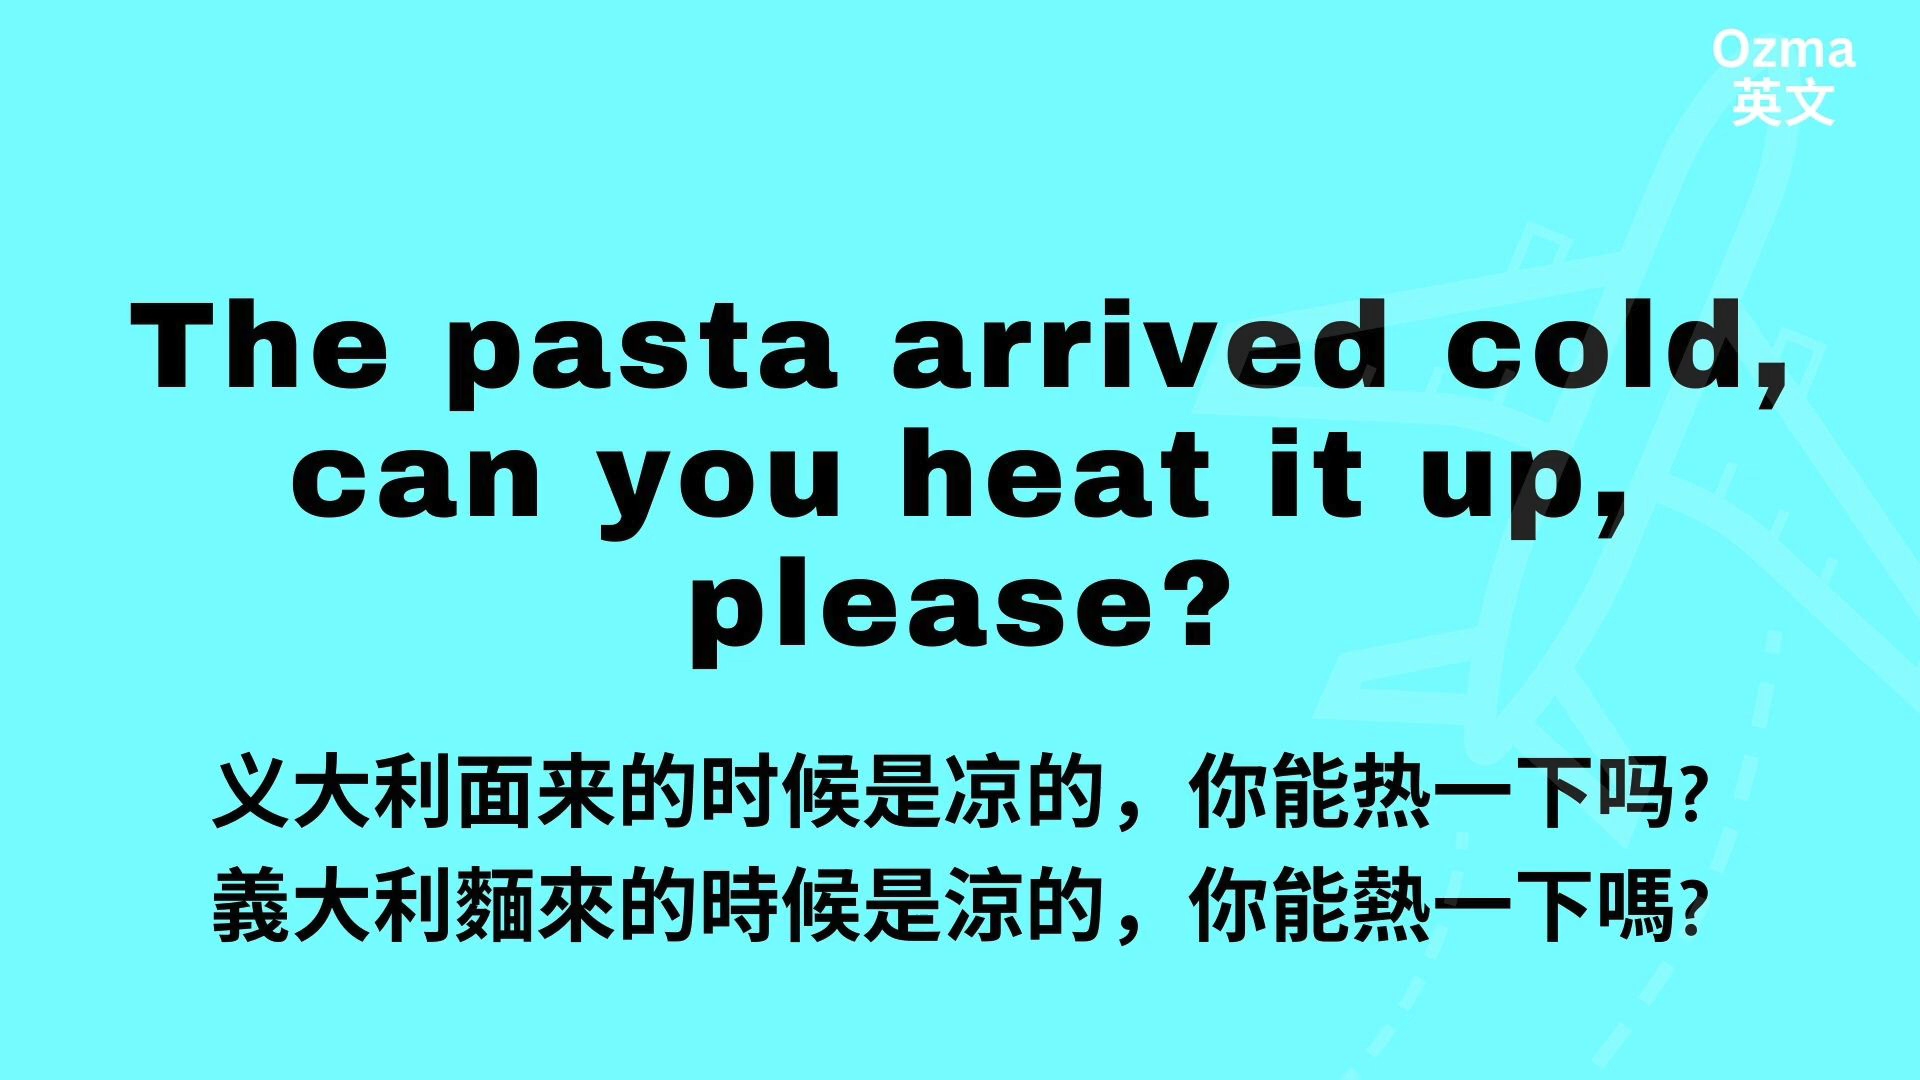 Ozma
英文
The pasta arrived cold,
can you heat it up,
please?
义大利面来的时候是凉的，你能热一下吗?
義大利麵來的時候是涼的，你能熱一下嗎?